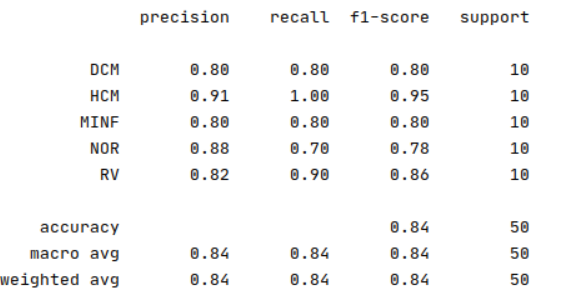 precision recall f1-score support
DCM 0.80 0.80 0.80 10
HCM 0.91 1.00 0.95 10
MINF 0.80 0.80 0.80 10
NOR 0.88 0.70 0.78 10
RV 0.82 0.90 0.86 10
accuracy 0.84 50
macro avg 0.84 0.84 0.84 50
weighted avg 0.84 0.84 0.84 50